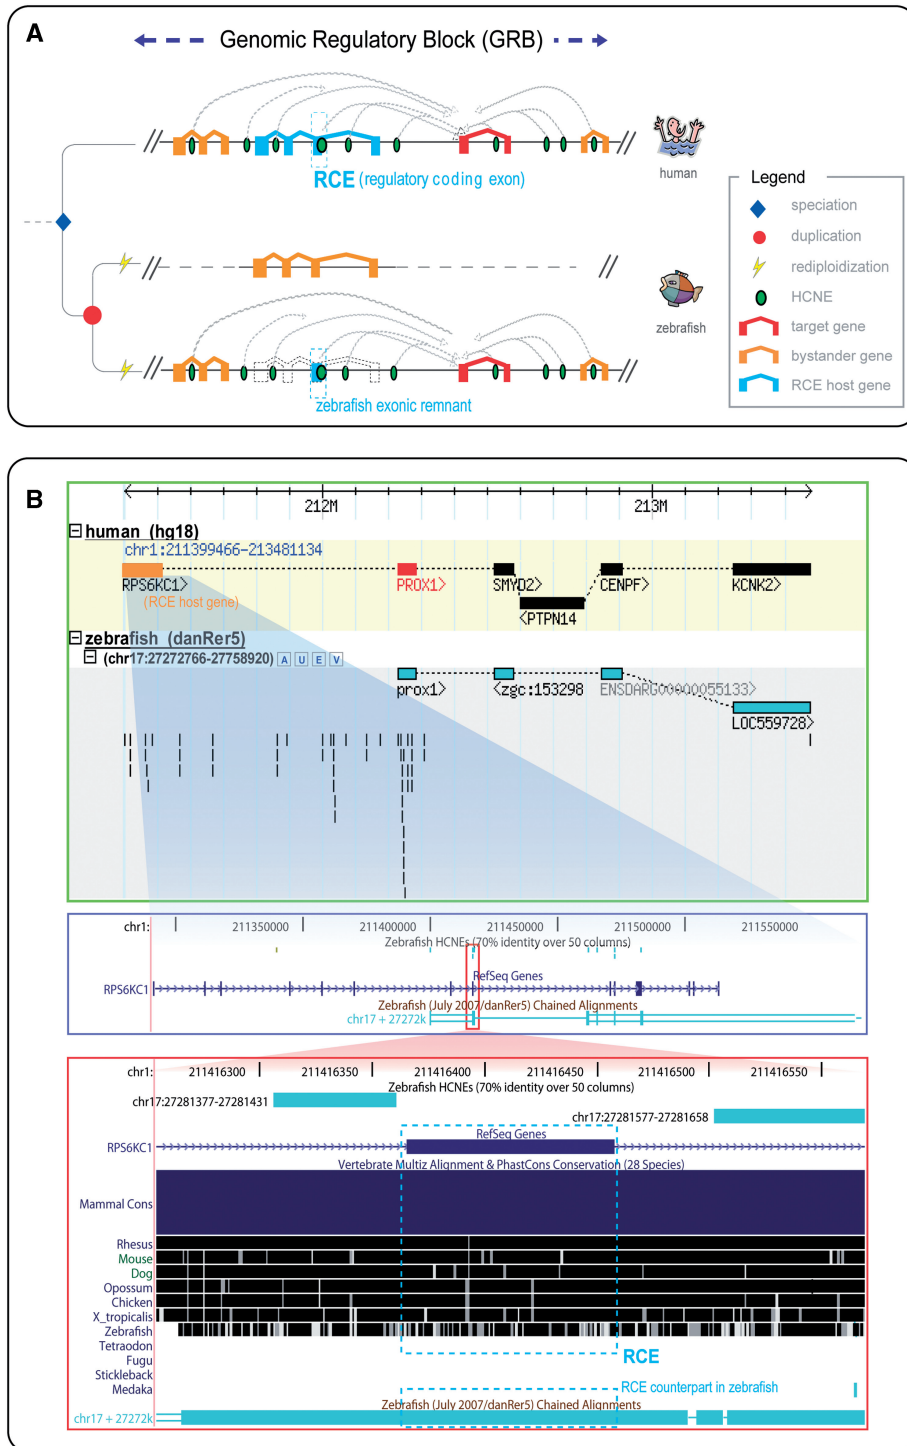 A
Genomic Regulatory Block (GRB)
RCE (regulatory coding exon)
human
zebrafish
zebrafish exonic remnant
Legend
speciation
duplication
rediploidization
HCNE
target gene
bystander gene
RCE host gene
B
212M 213M
human (hg18)
chr1:211399466-213481134
RPS6KC1> PROX1> SMYD2> CENPF> KCNK2>
(RCE host gene)
<PTPN14
zebrafish (danRer5)
(chr17:27272766-27758920) A U E V
prox1> <zgc:153298 ENSDARG00000055133>
LOC559728>
chr1: 211350000 211400000 211450000 211500000 211550000
Zebrafish HCNEs (70% identity over 50 columns)
RefSeq Genes
RPS6KC1
Zebrafish (July 2007/danRer5) Chained Alignments
chr17 + 27272k
chr1: 211416300 211416350 211416400 211416450 211416500 211416550
Zebrafish HCNEs (70% identity over 50 columns)
chr17:27281377-27281431
chr17:27281577-27281658
RefSeq Genes
RPS6KC1
Vertebrate Multiz Alignment & PhastCons Conservation (28 Species)
Mammal Cons
Rhesus
Mouse
Dog
Opossum
Chicken
X_tropicalis
Zebrafish
Tetraodon
RCE
Fugu
Stickleback
Medaka
RCE counterpart in zebrafish
Zebrafish (July 2007/danRer5) Chained Alignments
chr17 + 27272k